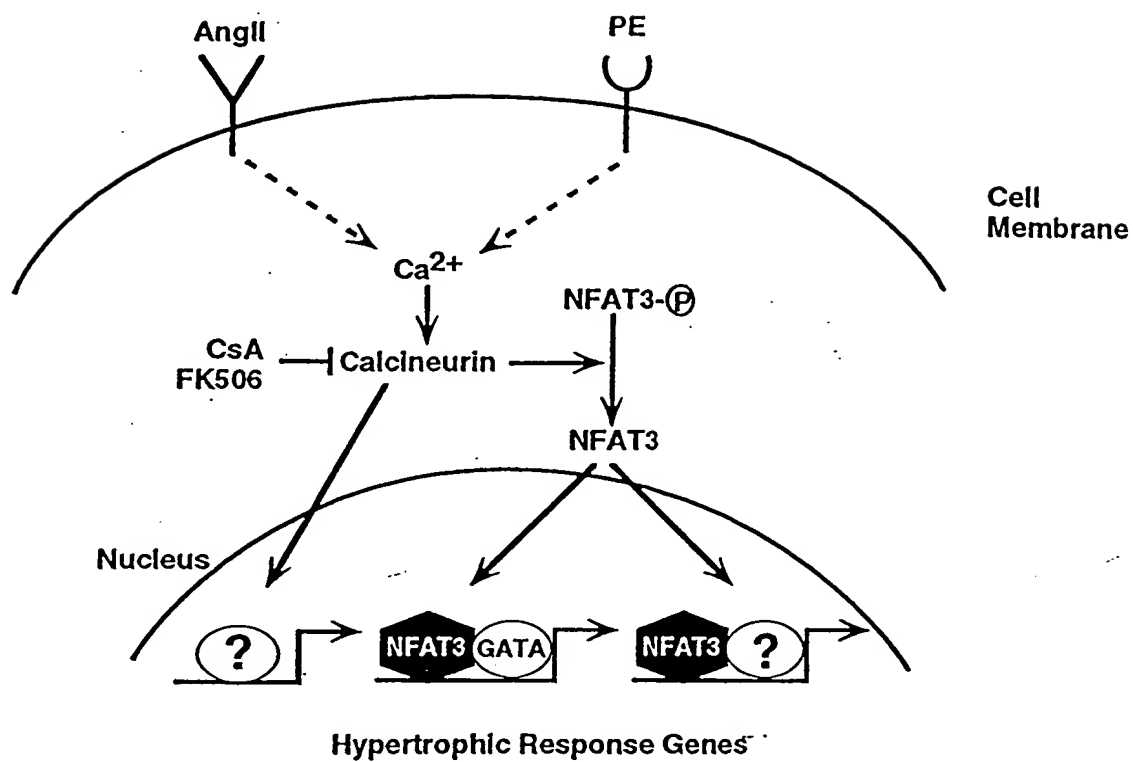 AngII
PE
Cell
Membrane
Ca2+
NFAT3-P
CsA
FK506
Calcineurin
NFAT3
Nucleus
?
NFAT3
GATA
NFAT3
?
Hypertrophic Response Genes